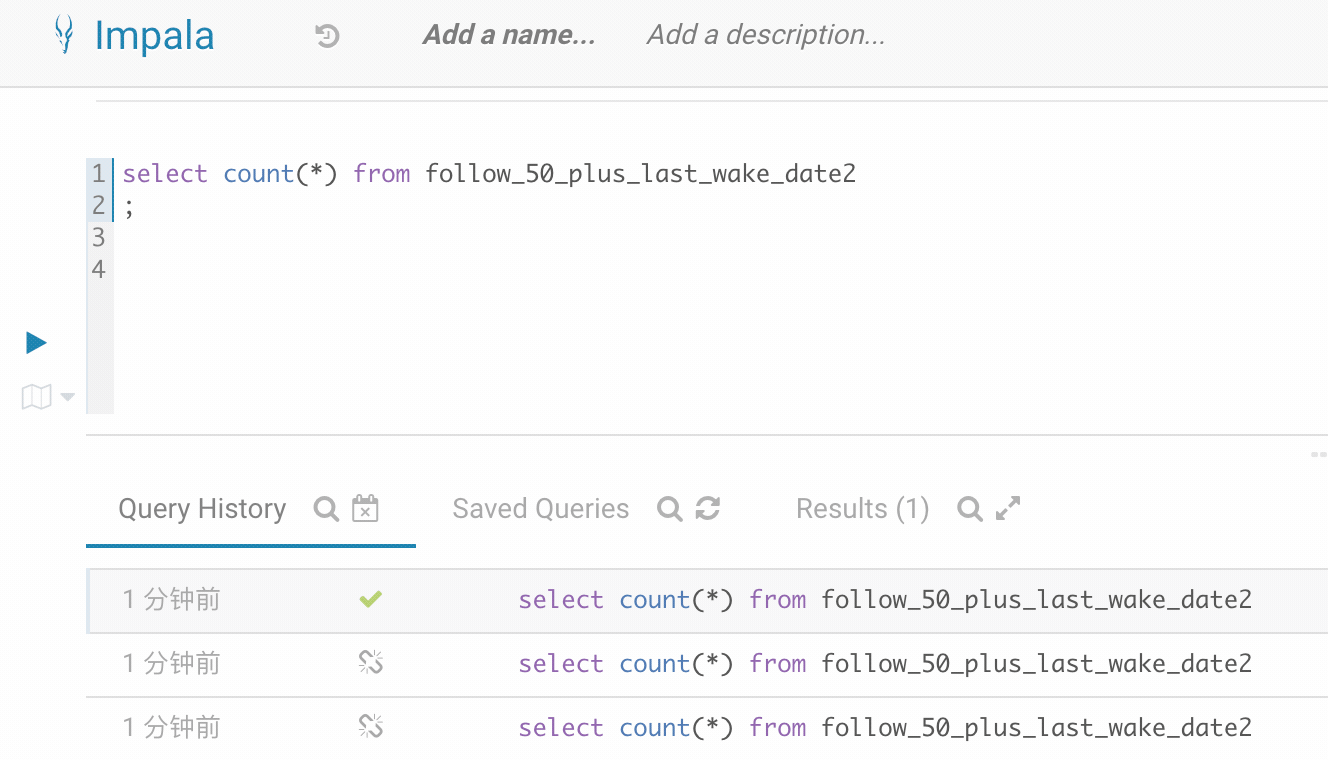 Impala Add a name... Add a description...
1 select count(*) from follow_50_plus_last_wake_date2
2 ;
3
4
Query History Saved Queries Results (1)
1 分钟前 select count(*) from follow_50_plus_last_wake_date2
1 分钟前 select count(*) from follow_50_plus_last_wake_date2
1 分钟前 select count(*) from follow_50_plus_last_wake_date2